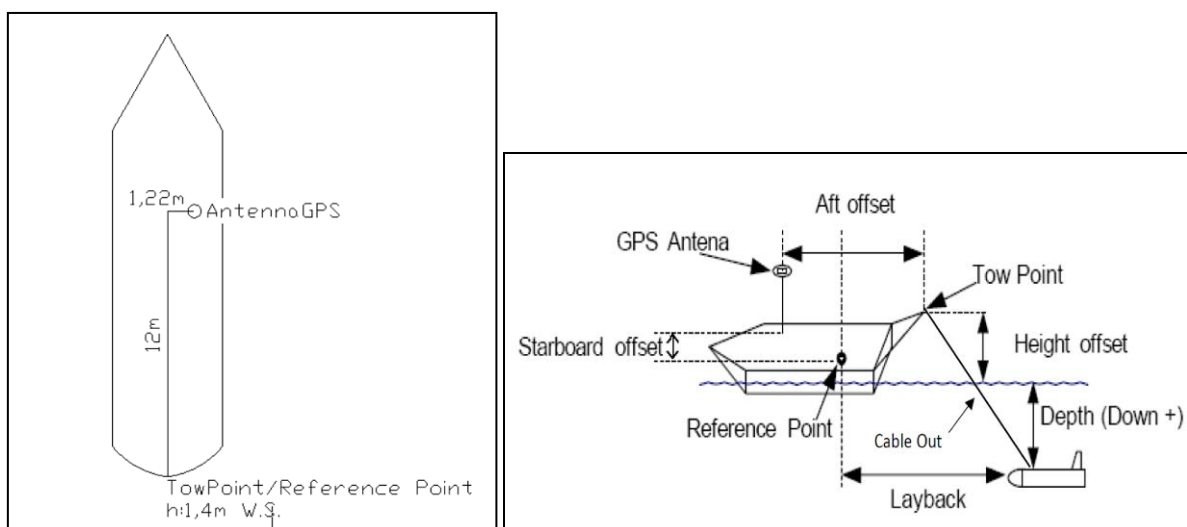 1,22m
AntennaGPS
12m
TowPoint/Reference Point
h:1,4m W.S.
Aft offset
GPS Antena
Tow Point
Starboard offset
Height offset
Reference Point
Cable Out
Depth (Down +)
Layback